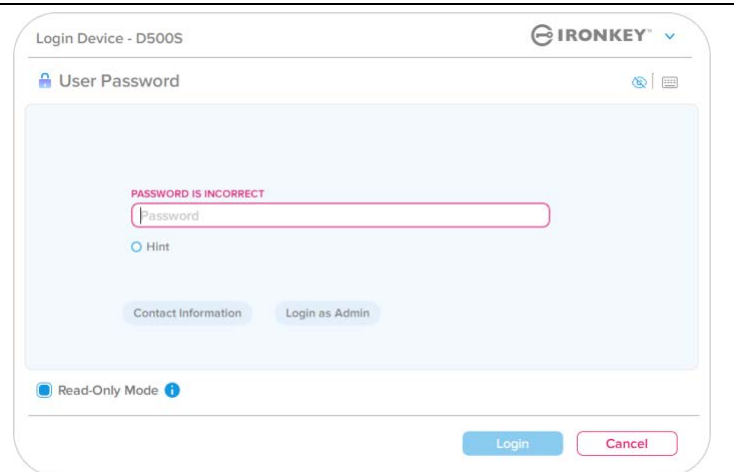 Login Device - D500S
IRONKEY™
User Password
PASSWORD IS INCORRECT
Password
Hint
Contact Information
Login as Admin
Read-Only Mode
Login
Cancel